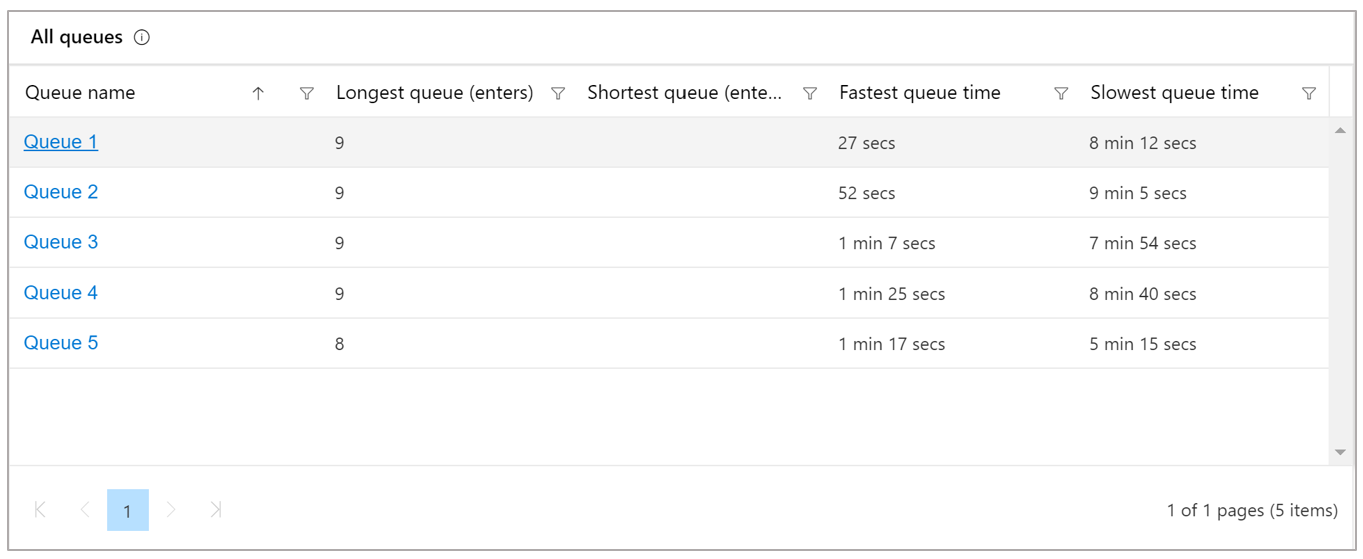 All queues
Queue name Longest queue (enters) Shortest queue (ente... Fastest queue time Slowest queue time
Queue 1 9 27 secs 8 min 12 secs
Queue 2 9 52 secs 9 min 5 secs
Queue 3 9 1 min 7 secs 7 min 54 secs
Queue 4 9 1 min 25 secs 8 min 40 secs
Queue 5 8 1 min 17 secs 5 min 15 secs
1 1 of 1 pages (5 items)